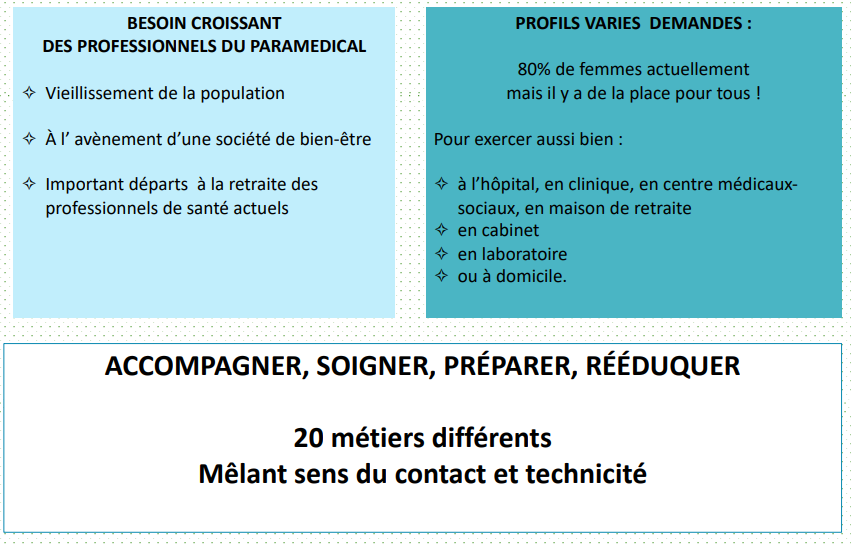 BESOIN CROISSANT
DES PROFESSIONNELS DU PARAMEDICAL
✧ Vieillissement de la population
✧ À l’ avènement d’une société de bien-être
✧ Important départs à la retraite des
professionnels de santé actuels
PROFILS VARIES DEMANDES :
80% de femmes actuellement
mais il y a de la place pour tous !
Pour exercer aussi bien :
✧ à l’hôpital, en clinique, en centre médicaux-
sociaux, en maison de retraite
✧ en cabinet
✧ en laboratoire
✧ ou à domicile.
ACCOMPAGNER, SOIGNER, PRÉPARER, RÉÉDUQUER
20 métiers différents
Mêlant sens du contact et technicité